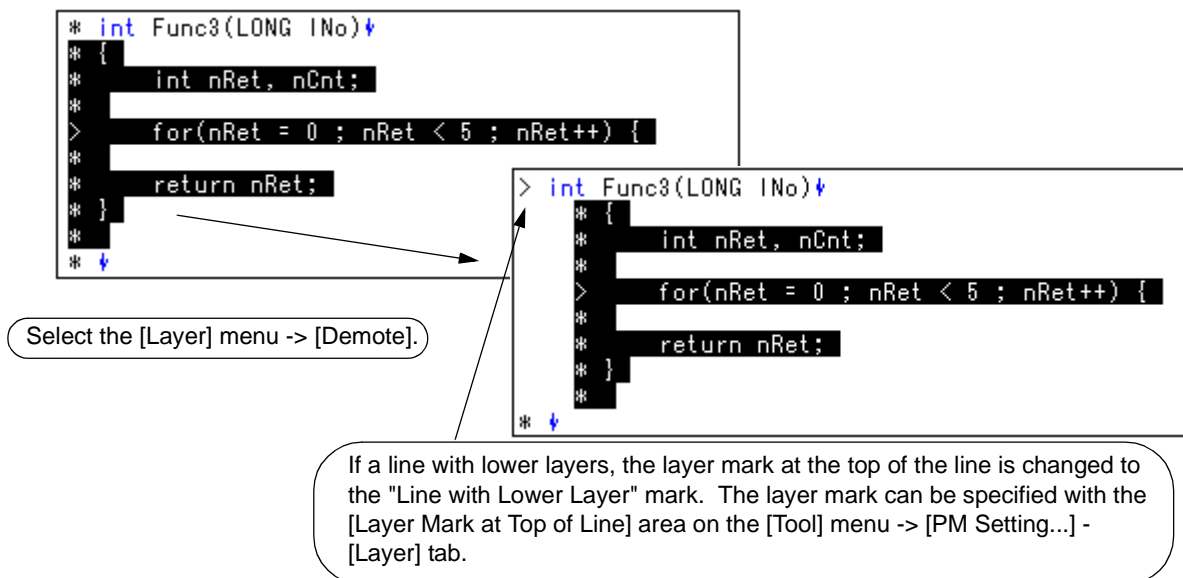 * int Func3(LONG lNo)
* {
*     int nRet, nCnt;
*
>     for(nRet = 0 ; nRet < 5 ; nRet++) {
*
*     return nRet;
* }
*
*
> int Func3(LONG lNo)
* {
*     int nRet, nCnt;
*
>     for(nRet = 0 ; nRet < 5 ; nRet++) {
*
*     return nRet;
* }
*
*
Select the [Layer] menu -> [Demote].
If a line with lower layers, the layer mark at the top of the line is changed to
the "Line with Lower Layer" mark.  The layer mark can be specified with the
[Layer Mark at Top of Line] area on the [Tool] menu -> [PM Setting...] -
[Layer] tab.